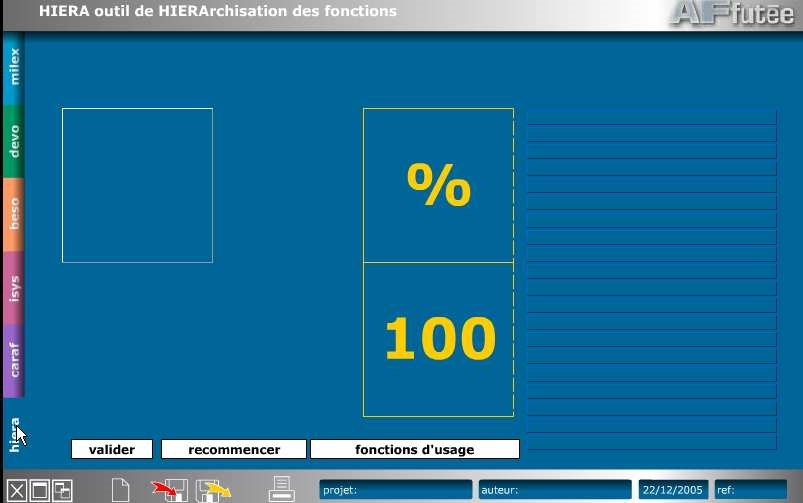 HIERA outil de HIERArchisation des fonctions
AFfutée
milex
devo
beso
isys
caraf
hiera
%
100
valider
recommencer
fonctions d'usage
projet:
auteur:
22/12/2005
ref: